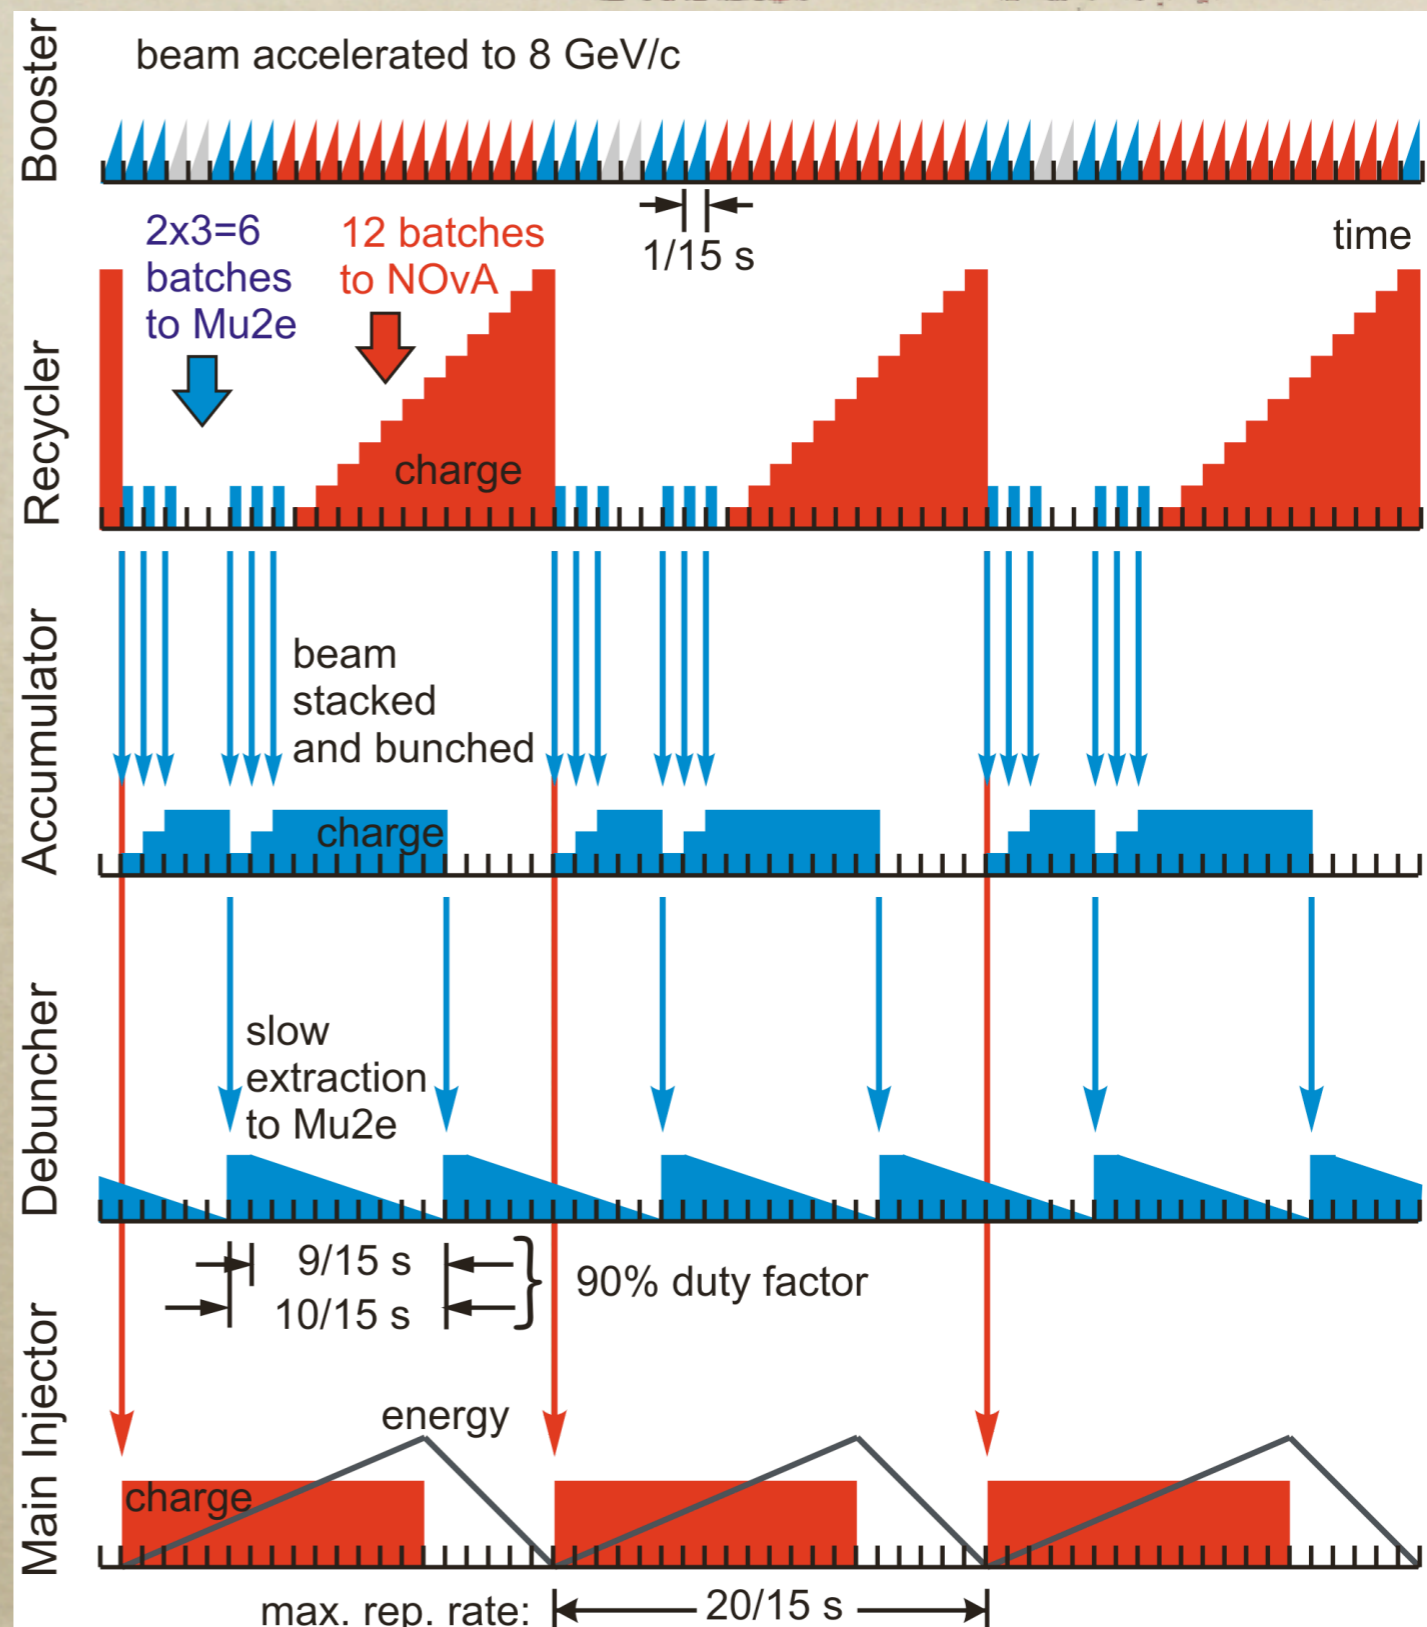 Booster
beam accelerated to 8 GeV/c
1/15 s
time
Recycler
2x3=6
batches
to Mu2e
12 batches
to NOvA
charge
Accumulator
beam
stacked
and bunched
charge
Debuncher
slow
extraction
to Mu2e
9/15 s
10/15 s
} 90% duty factor
Main Injector
energy
charge
max. rep. rate:
20/15 s